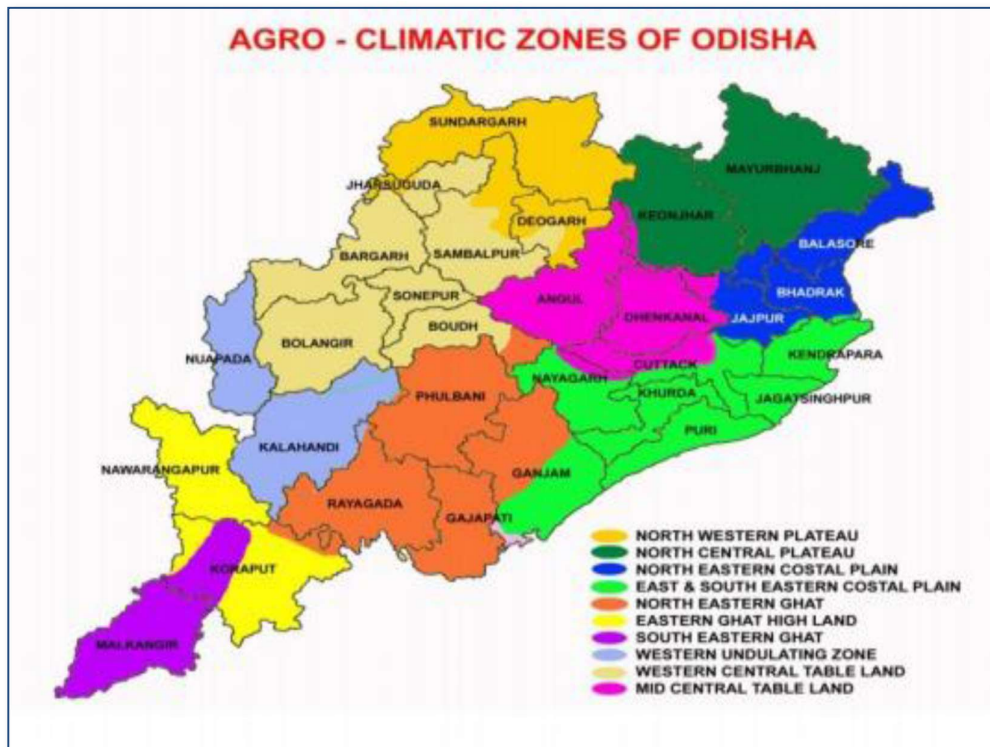 AGRO - CLIMATIC ZONES OF ODISHA
SUNDARGARH
MAYURBHANJ
JHARSUGUDA
KEONJHAR
DEOGARH
BALASORE
BARGARH
SAMBALPUR
BHADRAK
SONEPUR
ANGUL
DHENKANAL
JAJPUR
BOUDH
BOLANGIR
NUAPADA
KENDRAPARA
CUTTACK
NAYAGARH
PHULBANI
KHURDA
JAGATSINGHPUR
PURI
KALAHANDI
NAWARANGAPUR
GANJAM
RAYAGADA
GAJAPATI
KORAPUT
MALKANGIR
NORTH WESTERN PLATEAU
NORTH CENTRAL PLATEAU
NORTH EASTERN COSTAL PLAIN
EAST & SOUTH EASTERN COSTAL PLAIN
NORTH EASTERN GHAT
EASTERN GHAT HIGH LAND
SOUTH EASTERN GHAT
WESTERN UNDULATING ZONE
WESTERN CENTRAL TABLE LAND
MID CENTRAL TABLE LAND